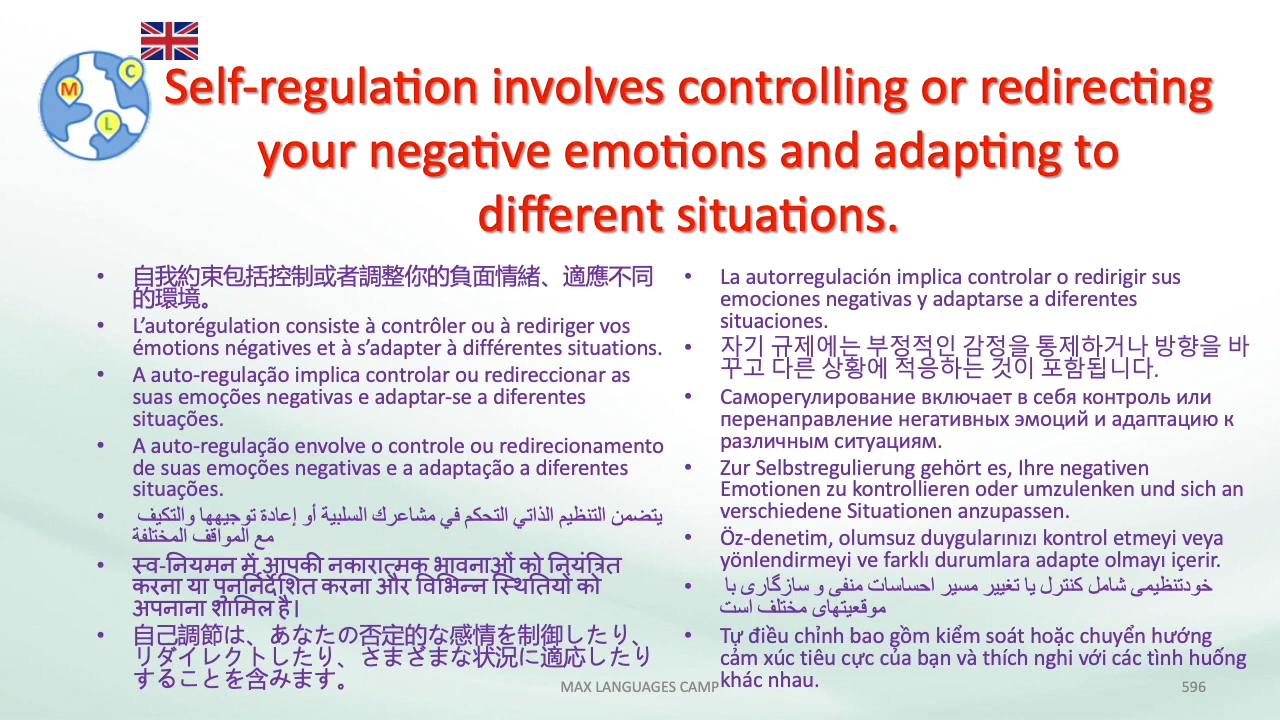 M C L
Self-regulation involves controlling or redirecting
your negative emotions and adapting to
different situations.
• 自我約束包括控制或者調整你的負面情緒、適應不同
的環境。
• L’autorégulation consiste à contrôler ou à rediriger vos
émotions négatives et à s’adapter à différentes situations.
• A auto-regulação implica controlar ou redireccionar as
suas emoções negativas e adaptar-se a diferentes
situações.
• A auto-regulação envolve o controle ou redirecionamento
de suas emoções negativas e a adaptação a diferentes
situações.
• يتضمن التنظيم الذاتي التحكم في مشاعرك السلبية أو إعادة توجيهها والتكيف
مع المواقف المختلفة
• स्व-नियमन में आपकी नकारात्मक भावनाओं को नियंत्रित
करना या पुनर्निर्देशित करना और विभिन्न स्थितियों को
अपनाना शामिल है।
• 自己調節は、あなたの否定的な感情を制御したり、
リダイレクトしたり、さまざまな状況に適応したり
することを含みます。
• La autorregulación implica controlar o redirigir sus
emociones negativas y adaptarse a diferentes
situaciones.
• 자기 규제에는 부정적인 감정을 통제하거나 방향을 바
꾸고 다른 상황에 적응하는 것이 포함됩니다.
• Саморегулирование включает в себя контроль или
перенаправление негативных эмоций и адаптацию к
различным ситуациям.
• Zur Selbstregulierung gehört es, Ihre negativen
Emotionen zu kontrollieren oder umzulenken und sich an
verschiedene Situationen anzupassen.
• Öz-denetim, olumsuz duygularınızı kontrol etmeyi veya
yönlendirmeyi ve farklı durumlara adapte olmayı içerir.
• خودتنظیمی شامل کنترل یا تغییر مسیر احساسات منفی و سازگاری با
موقعیتهای مختلف است
• Tự điều chỉnh bao gồm kiểm soát hoặc chuyển hướng
cảm xúc tiêu cực của bạn và thích nghi với các tình huống
khác nhau.
MAX LANGUAGES CAMP
596